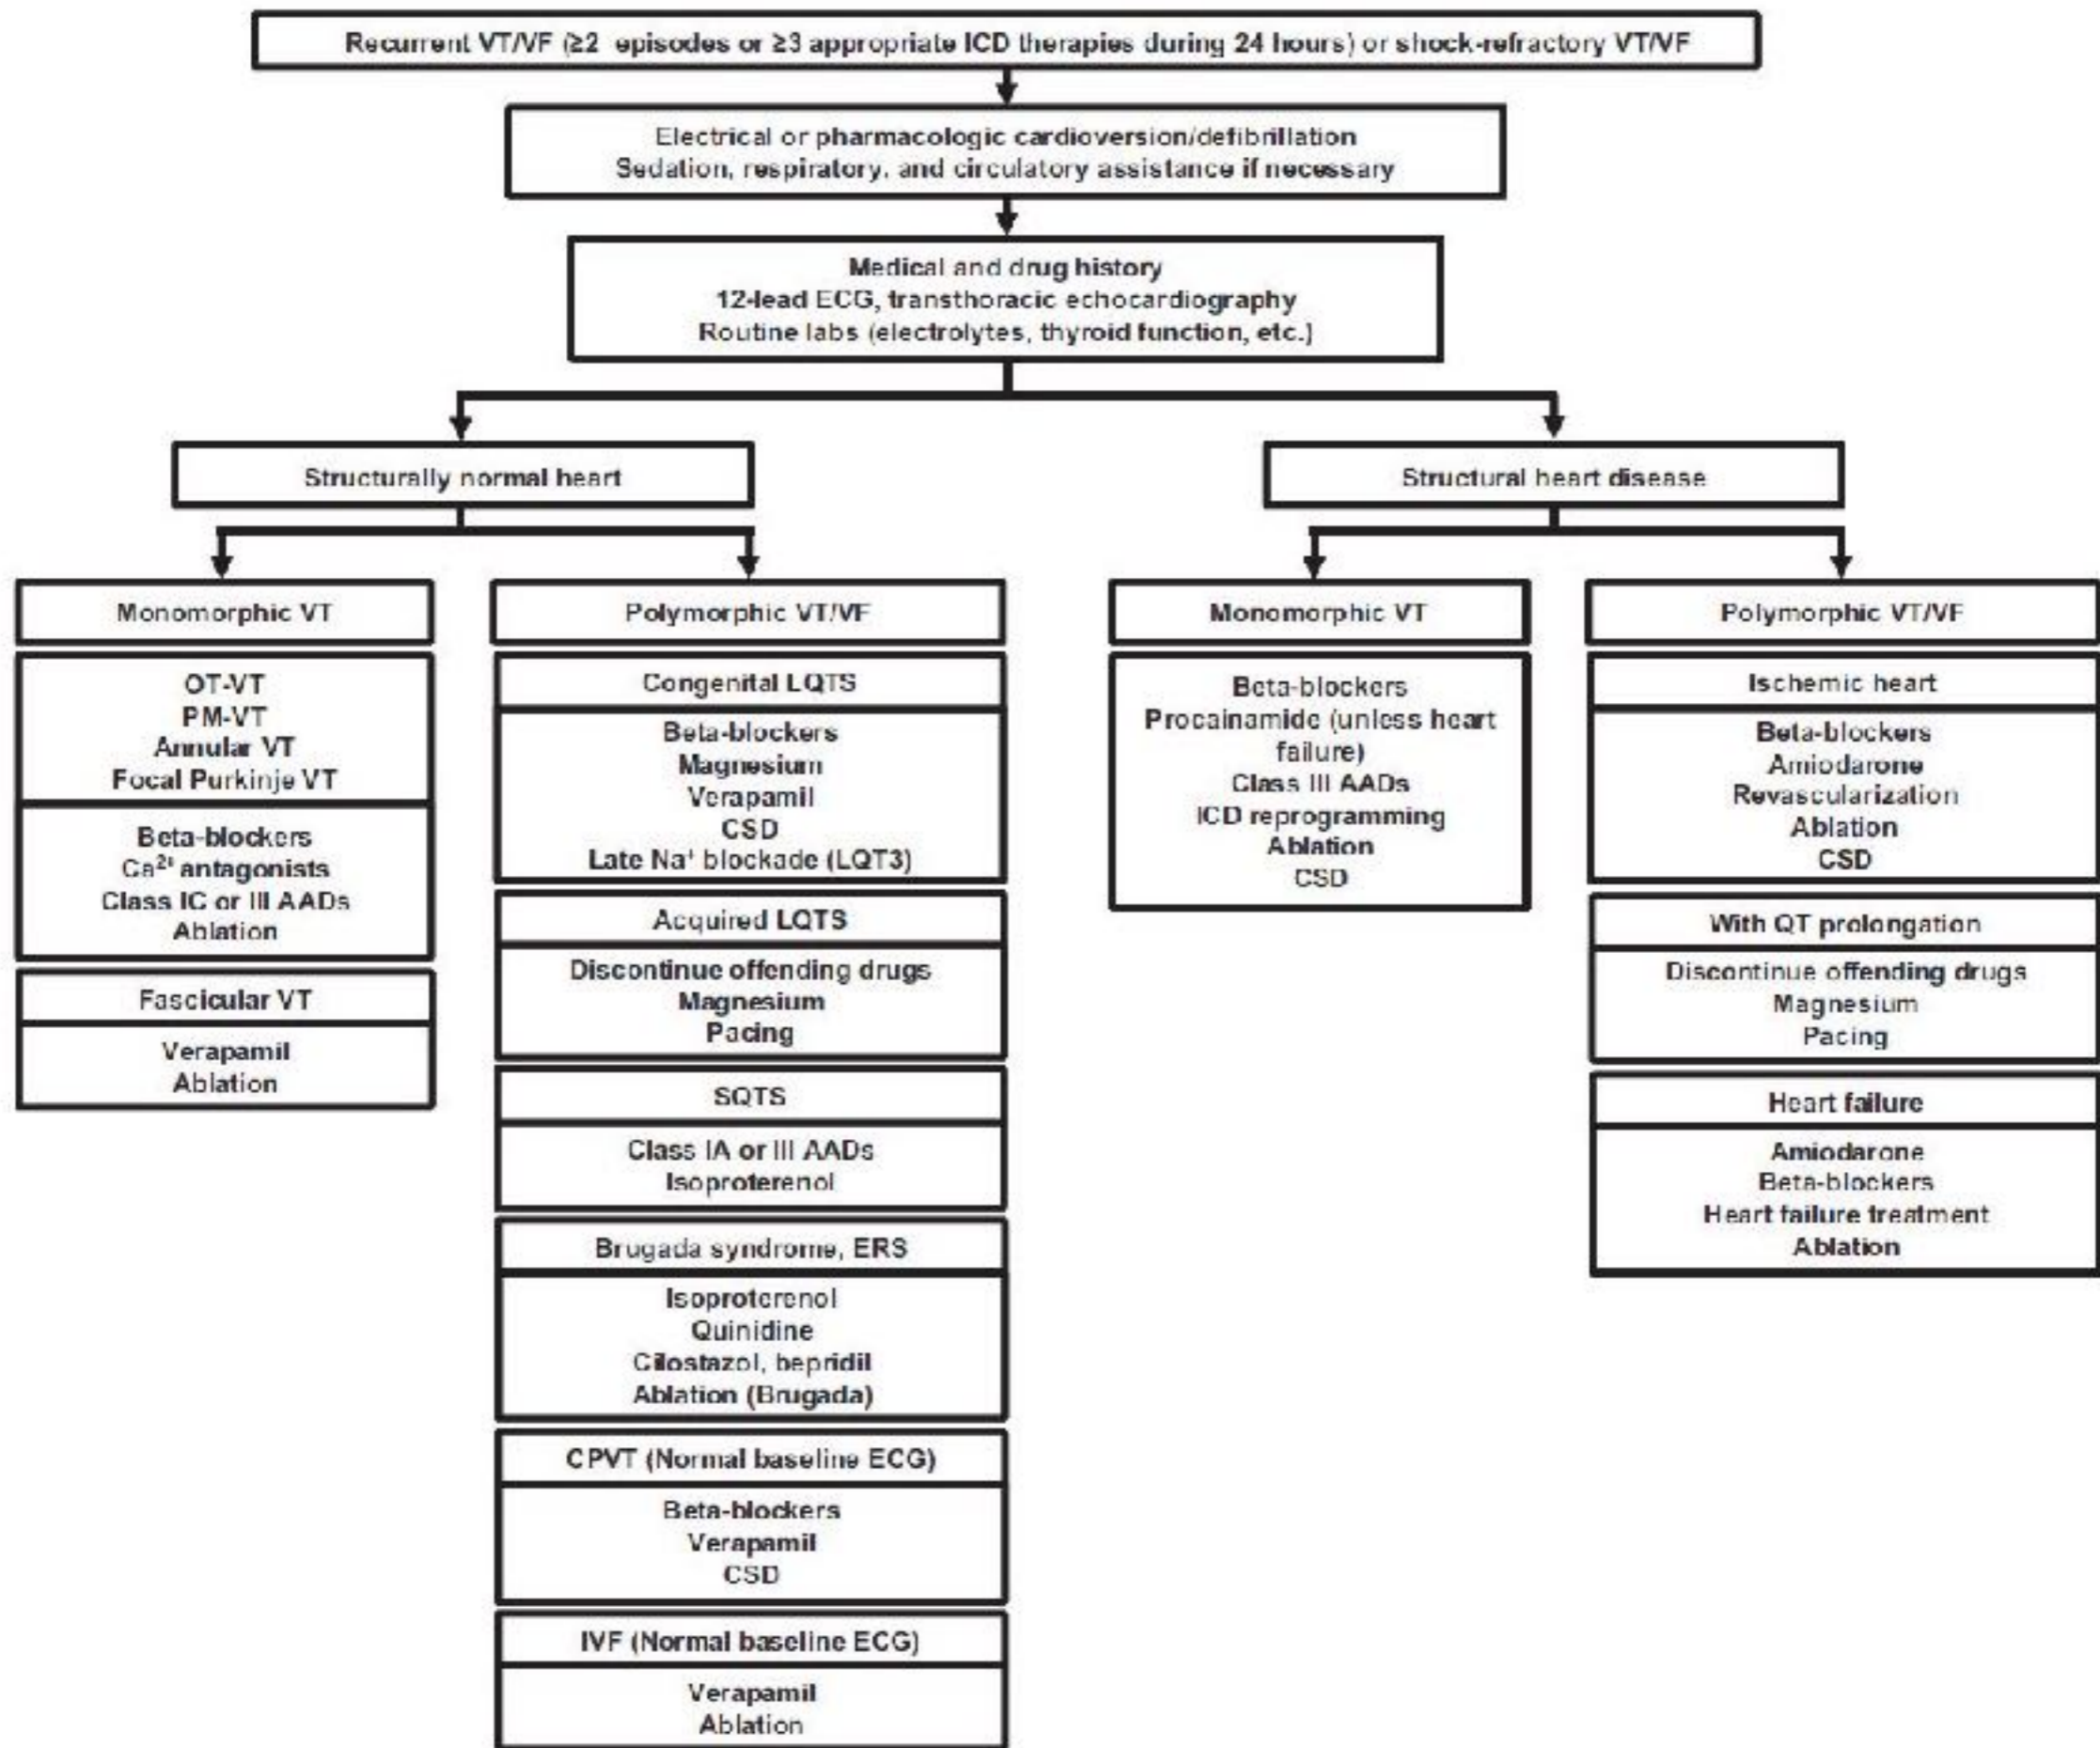 Recurrent VT/VF (≥2 episodes or ≥3 appropriate ICD therapies during 24 hours) or shock-refractory VT/VF
Electrical or pharmacologic cardioversion/defibrillation
Sedation, respiratory, and circulatory assistance if necessary
Medical and drug history
12-lead ECG, transthoracic echocardiography
Routine labs (electrolytes, thyroid function, etc.)
Structurally normal heart
Structural heart disease
Monomorphic VT
OT-VT
PM-VT
Annular VT
Focal Purkinje VT
Beta-blockers
Ca²⁺ antagonists
Class IC or III AADs
Ablation
Fascicular VT
Verapamil
Ablation
Polymorphic VT/VF
Congenital LQTS
Beta-blockers
Magnesium
Verapamil
CSD
Late Na⁺ blockade (LQT3)
Acquired LQTS
Discontinue offending drugs
Magnesium
Pacing
SQTS
Class IA or III AADs
Isoproterenol
Brugada syndrome, ERS
Isoproterenol
Quinidine
Cilostazol, bepridil
Ablation (Brugada)
CPVT (Normal baseline ECG)
Beta-blockers
Verapamil
CSD
IVF (Normal baseline ECG)
Verapamil
Ablation
Monomorphic VT
Beta-blockers
Procainamide (unless heart
failure)
Class III AADs
ICD reprogramming
Ablation
CSD
Polymorphic VT/VF
Ischemic heart
Beta-blockers
Amiodarone
Revascularization
Ablation
CSD
With QT prolongation
Discontinue offending drugs
Magnesium
Pacing
Heart failure
Amiodarone
Beta-blockers
Heart failure treatment
Ablation